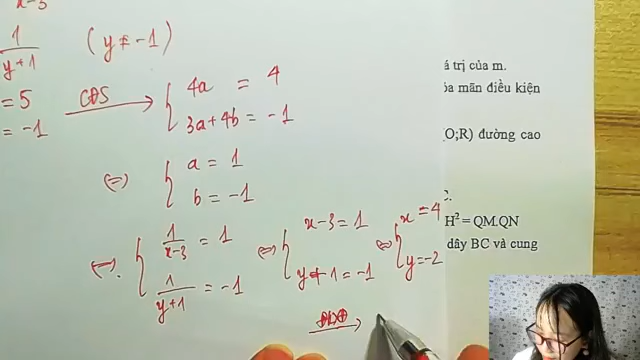 x-3
1/(y+1) (y ≠ -1)
= 5
= -1
{ 4a = 4
3a + 4b = -1
⇔ { a = 1
b = -1
⇔ { 1/(x-3) = 1
1/(y+1) = -1
⇔ { x-3 = 1
y+1 = -1
⇔ { x = 4
y = -2
á trị của m.
óa mãn điều kiện
O;R) đường cao
H² = QM.QN
dây BC và cung